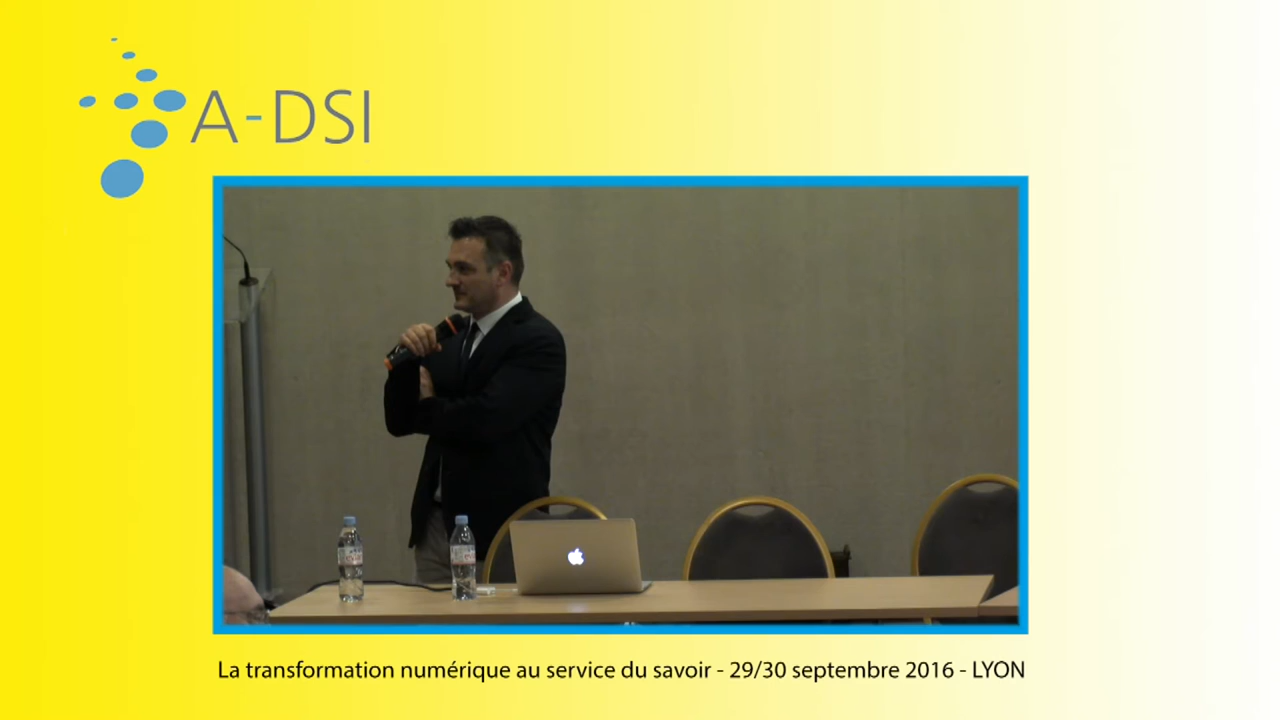 A-DSI
La transformation numérique au service du savoir - 29/30 septembre 2016 - LYON